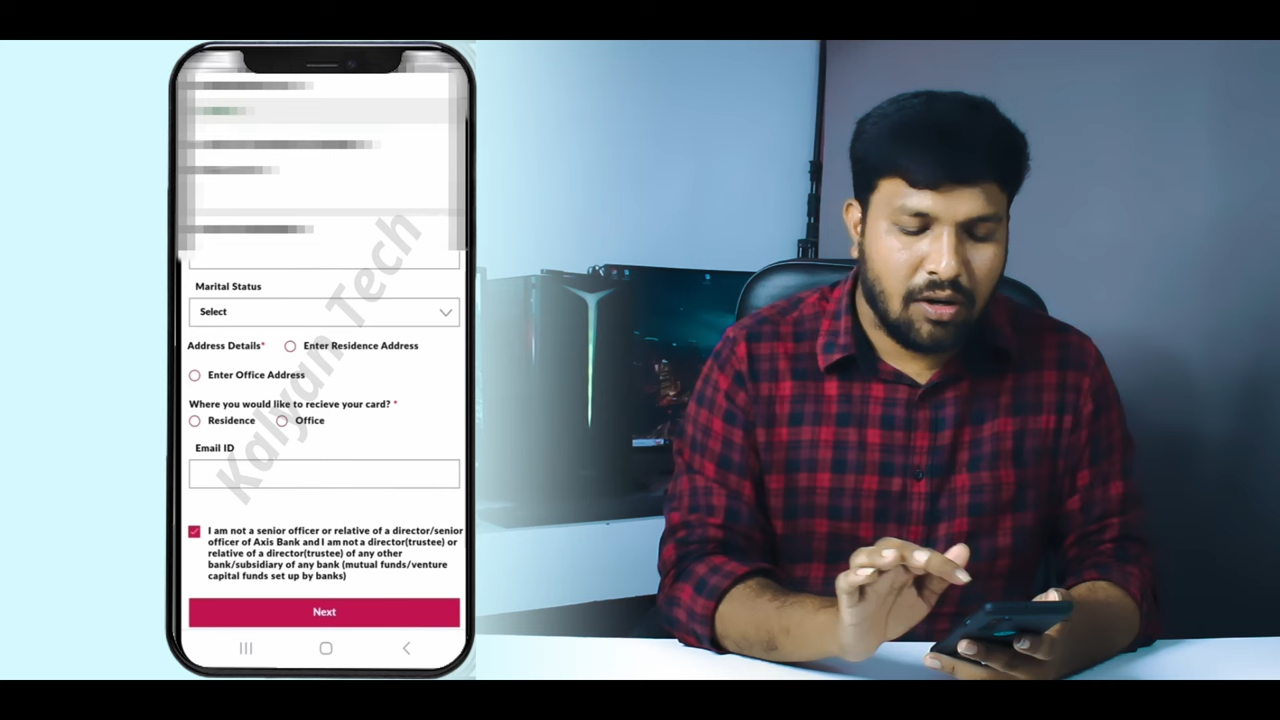 Marital Status
Select
Address Details* Enter Residence Address
Enter Office Address
Where you would like to recieve your card? *
Residence Office
Email ID
I am not a senior officer or relative of a director/senior
officer of Axis Bank and I am not a director(trustee) or
relative of a director(trustee) of any other
bank/subsidiary of any bank (mutual funds/venture
capital funds set up by banks)
Next
Kalyan Tech